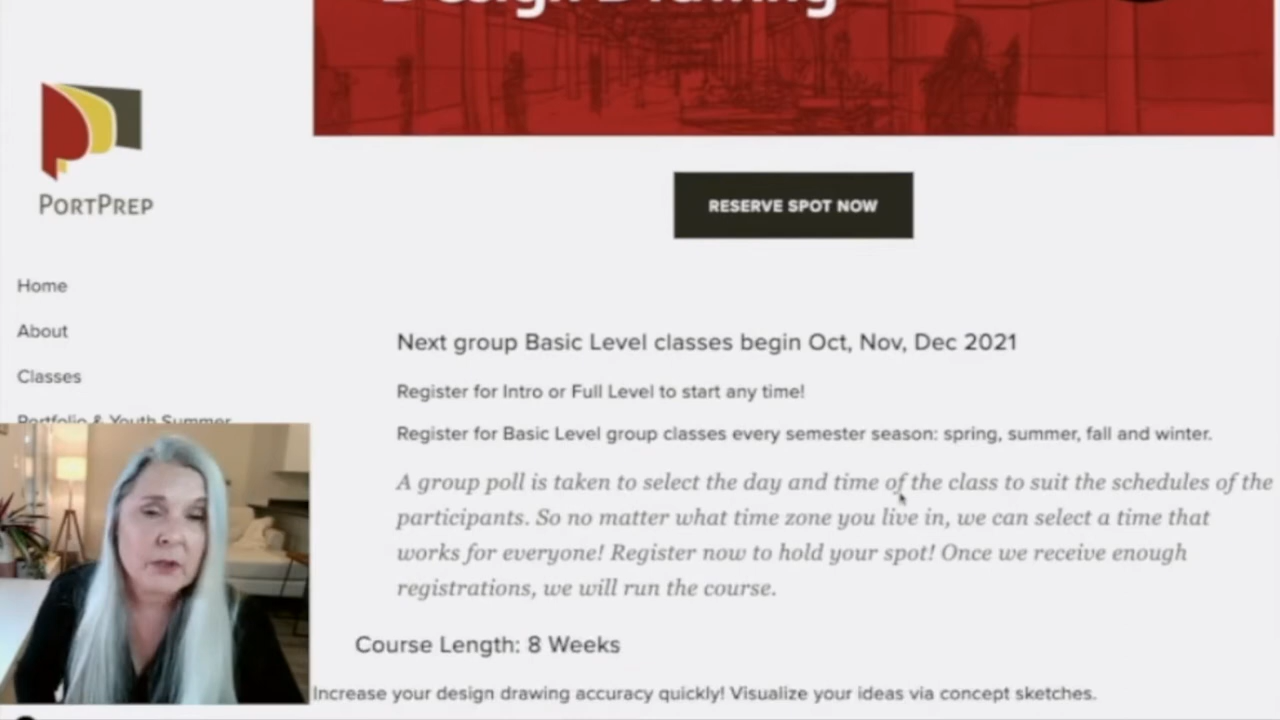 Design Drawing
PORTPREP
RESERVE SPOT NOW
Home
About
Classes
Portfolio & Youth Summer
Next group Basic Level classes begin Oct, Nov, Dec 2021
Register for Intro or Full Level to start any time!
Register for Basic Level group classes every semester season: spring, summer, fall and winter.
A group poll is taken to select the day and time of the class to suit the schedules of the
participants. So no matter what time zone you live in, we can select a time that
works for everyone! Register now to hold your spot! Once we receive enough
registrations, we will run the course.
Course Length: 8 Weeks
Increase your design drawing accuracy quickly! Visualize your ideas via concept sketches.